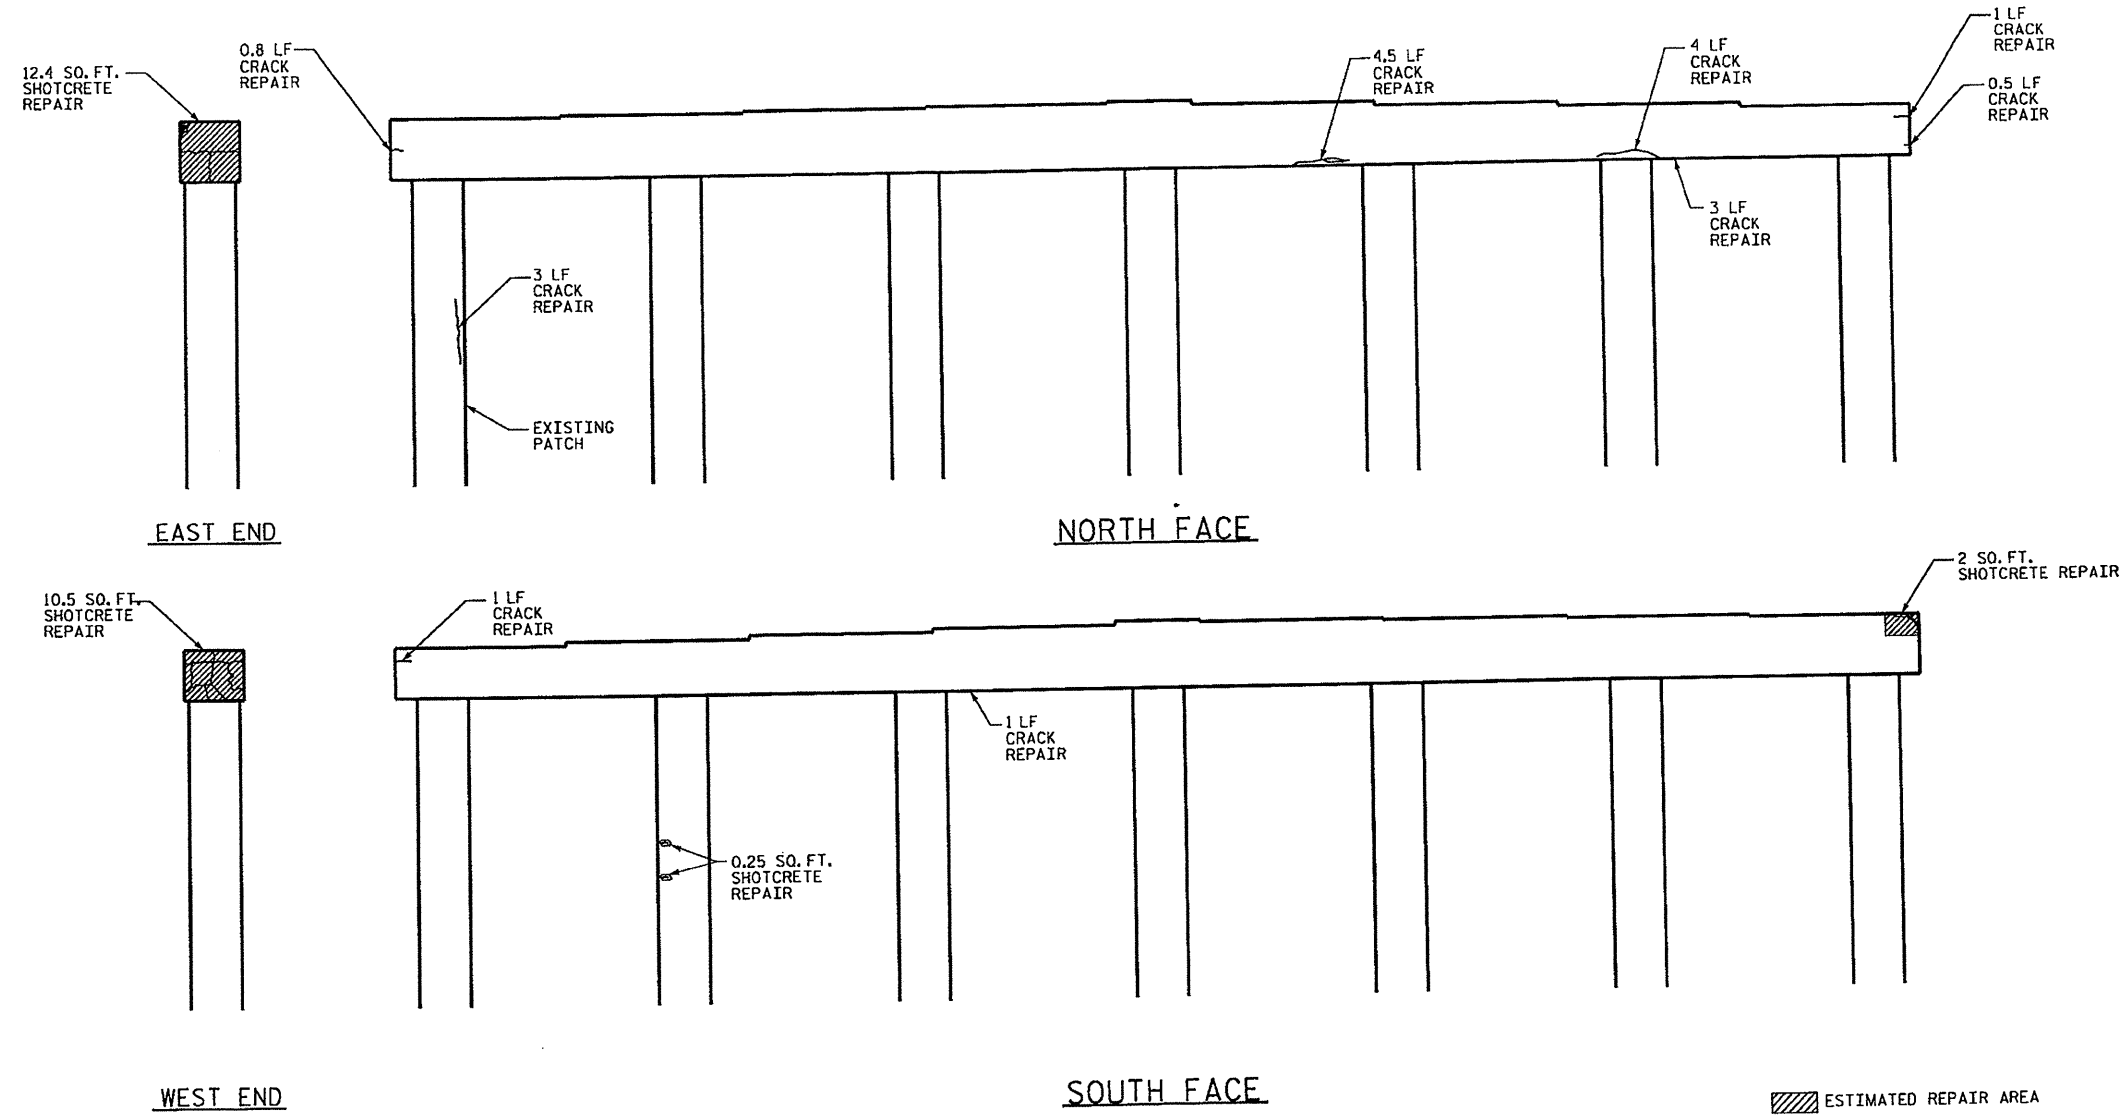 12.4 SQ.FT.
SHOTCRETE
REPAIR
0.8 LF
CRACK
REPAIR
4.5 LF
CRACK
REPAIR
4 LF
CRACK
REPAIR
1 LF
CRACK
REPAIR
0.5 LF
CRACK
REPAIR
3 LF
CRACK
REPAIR
3 LF
CRACK
REPAIR
EXISTING
PATCH
EAST END
NORTH FACE
10.5 SQ.FT.
SHOTCRETE
REPAIR
1 LF
CRACK
REPAIR
2 SQ.FT.
SHOTCRETE REPAIR
1 LF
CRACK
REPAIR
0.25 SQ.FT.
SHOTCRETE
REPAIR
WEST END
SOUTH FACE
ESTIMATED REPAIR AREA